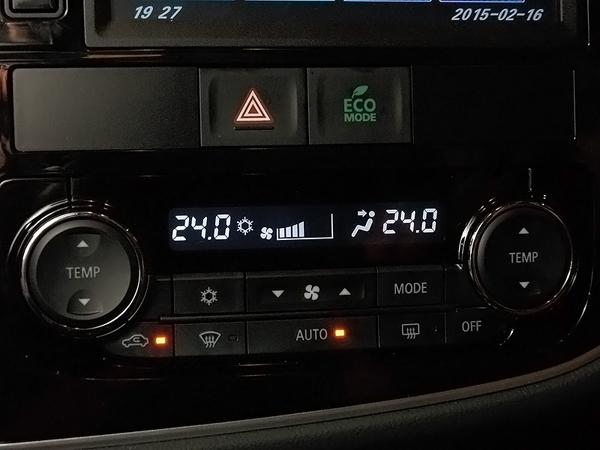 19 27 2015-02-16
ECO
MODE
24.0 24.0
TEMP
TEMP
MODE
AUTO
OFF